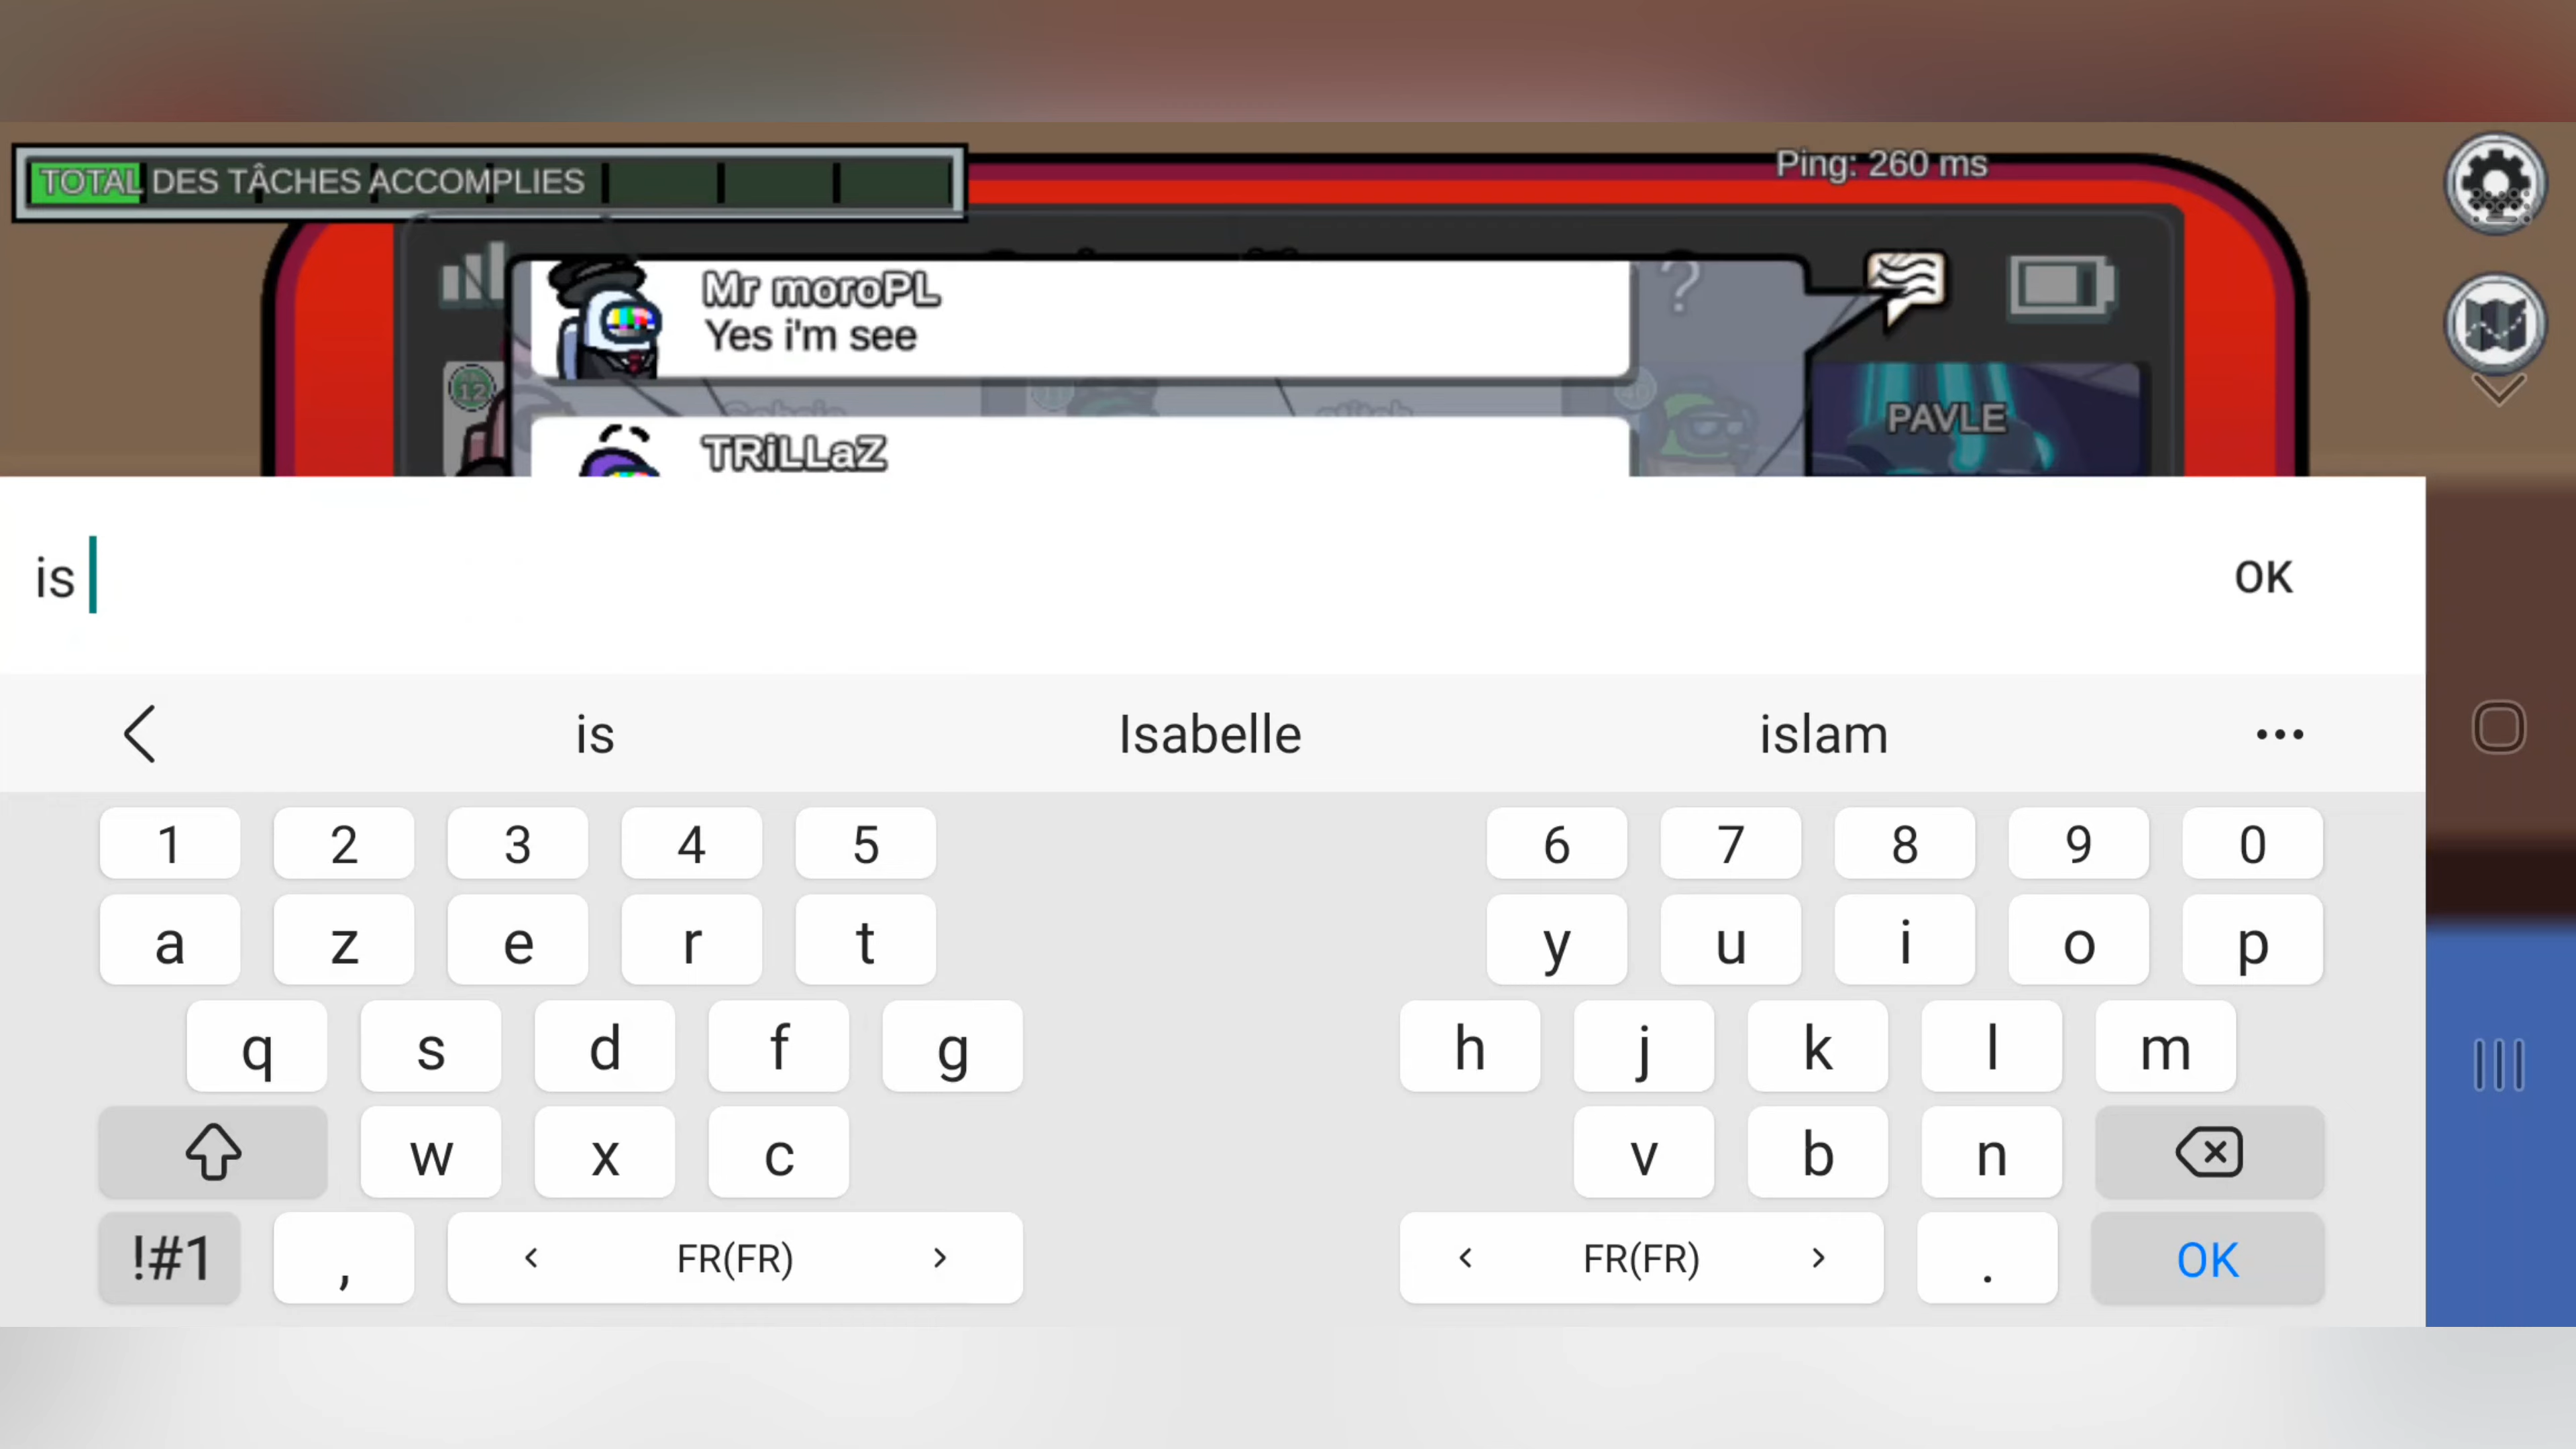 TOTAL DES TÂCHES ACCOMPLIES
Ping: 260 ms
Mr moroPL
Yes i'm see
?
12
PAVLE
TRiLLaZ
is
OK
is Isabelle islam
1 2 3 4 5 6 7 8 9 0
a z e r t y u i o p
q s d f g h j k l m
w x c v b n
!#1 , < FR(FR) > < FR(FR) > . OK